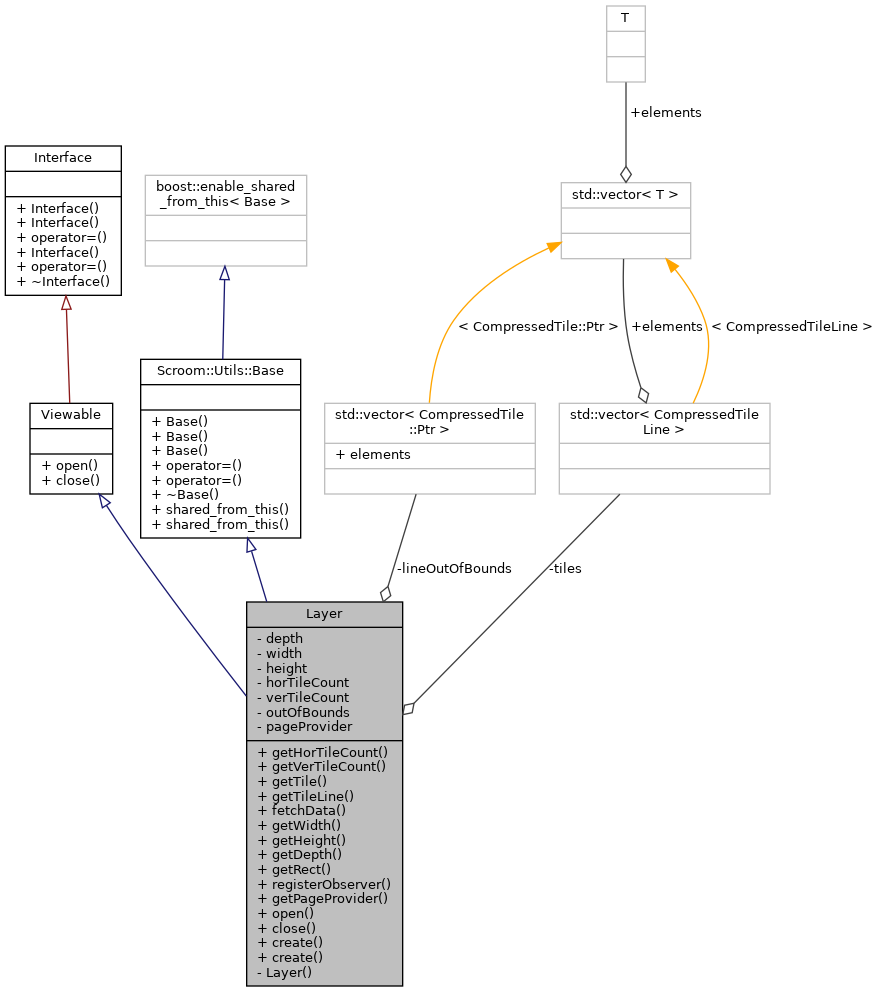 T
+elements
Interface
+ Interface()
+ Interface()
+ operator=()
+ Interface()
+ operator=()
+ ~Interface()
boost::enable_shared
_from_this< Base >
std::vector< T >
< CompressedTile::Ptr >
+elements
< CompressedTileLine >
Viewable
+ open()
+ close()
Scroom::Utils::Base
+ Base()
+ Base()
+ Base()
+ operator=()
+ operator=()
+ ~Base()
+ shared_from_this()
+ shared_from_this()
std::vector< CompressedTile
::Ptr >
+ elements
std::vector< CompressedTile
Line >
-lineOutOfBounds
-tiles
Layer
- depth
- width
- height
- horTileCount
- verTileCount
- outOfBounds
- pageProvider
+ getHorTileCount()
+ getVerTileCount()
+ getTile()
+ getTileLine()
+ fetchData()
+ getWidth()
+ getHeight()
+ getDepth()
+ getRect()
+ registerObserver()
+ getPageProvider()
+ open()
+ close()
+ create()
+ create()
- Layer()